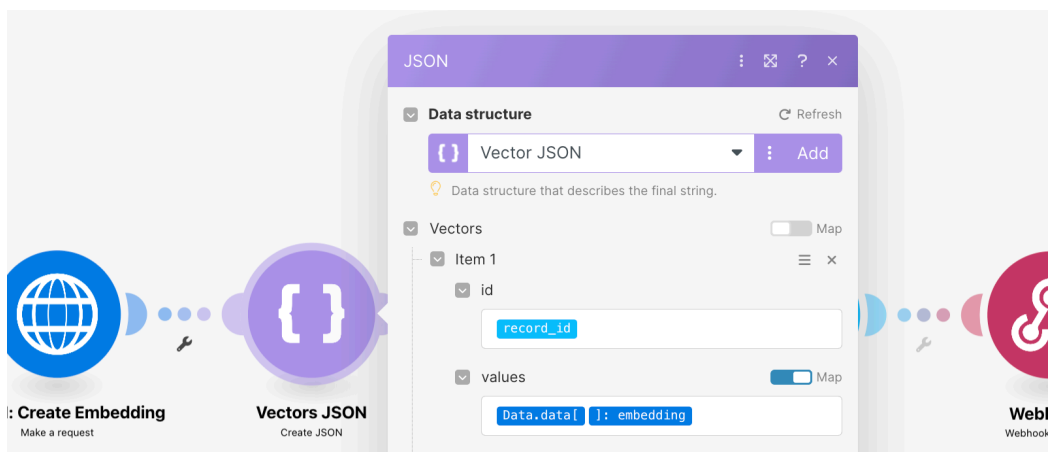 JSON
?
Data structure
Refresh
{ }
Vector JSON
Add
Data structure that describes the final string.
Vectors
Map
Item 1
id
record_id
values
Map
Data.data[ ]: embedding
: Create Embedding
Make a request
{ }
Vectors JSON
Create JSON
Web
Webhook